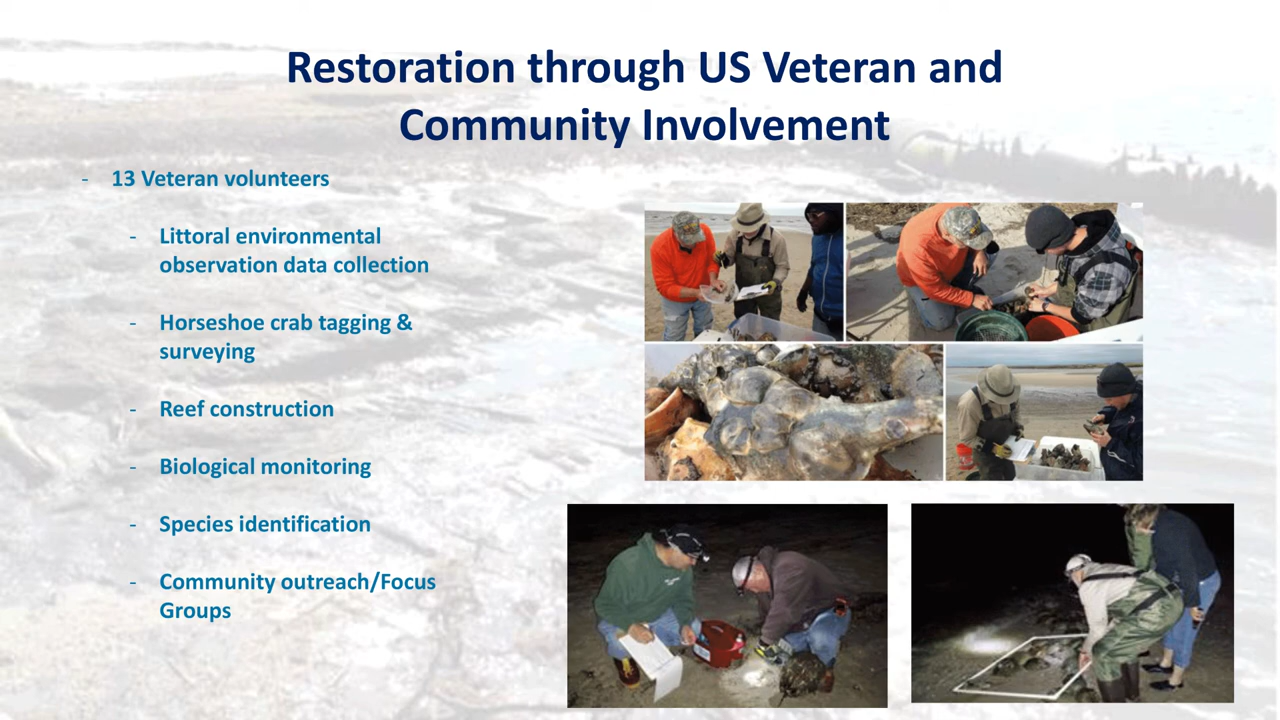 Restoration through US Veteran and
Community Involvement
- 13 Veteran volunteers
- Littoral environmental
observation data collection
- Horseshoe crab tagging &
surveying
- Reef construction
- Biological monitoring
- Species identification
- Community outreach/Focus
Groups